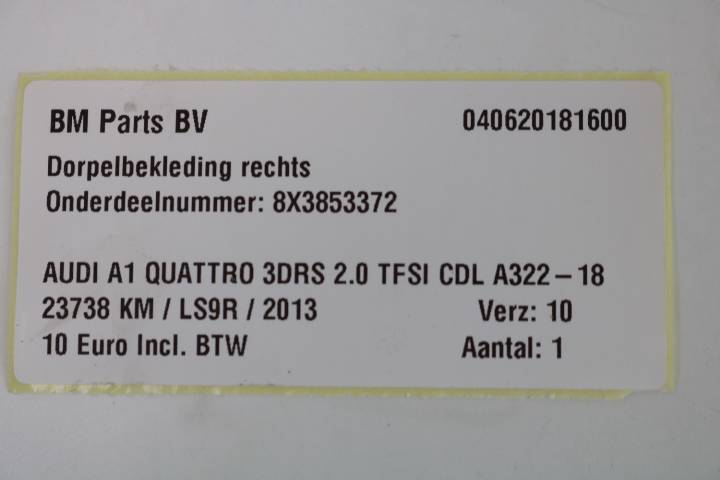 BM Parts BV 040620181600
Dorpelbekleding rechts
Onderdeelnummer: 8X3853372
AUDI A1 QUATTRO 3DRS 2.0 TFSI CDL A322-18
23738 KM / LS9R / 2013 Verz: 10
10 Euro Incl. BTW Aantal: 1